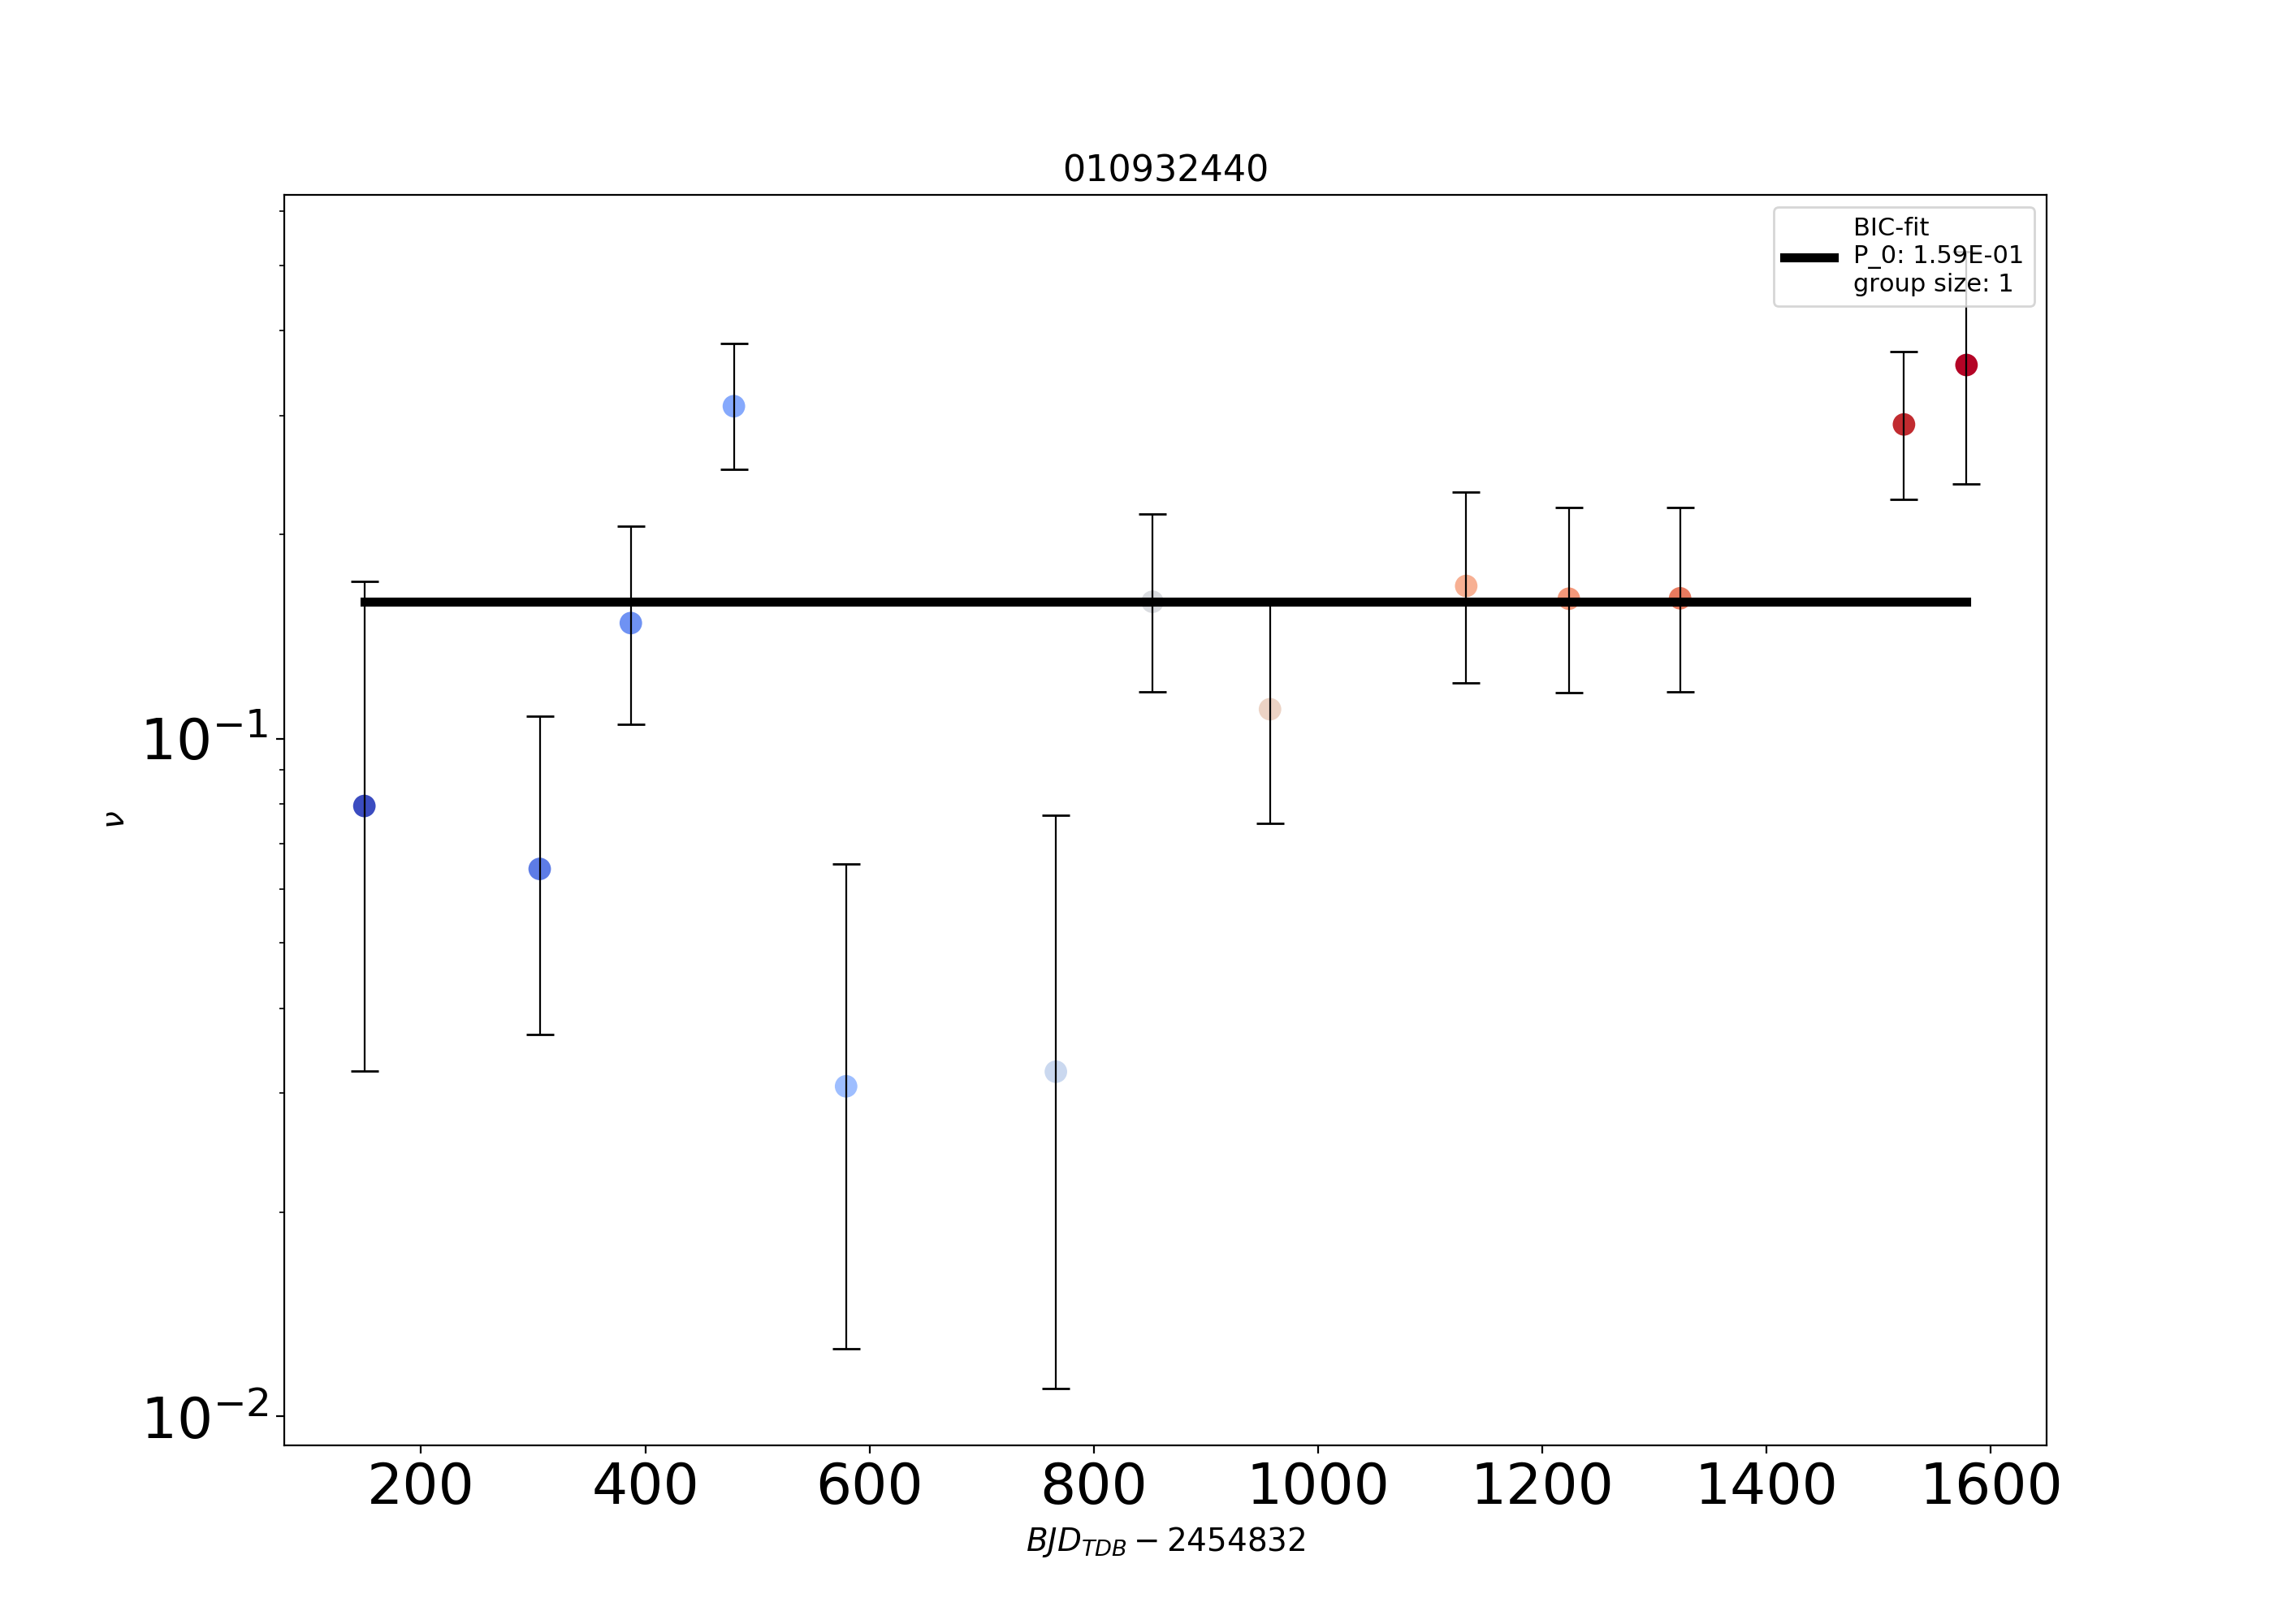 010932440
BIC-fit
P_0: 1.59E-01
group size: 1
10⁻¹
ν
10⁻²
200 400 600 800 1000 1200 1400 1600
BJD_TDB − 2454832